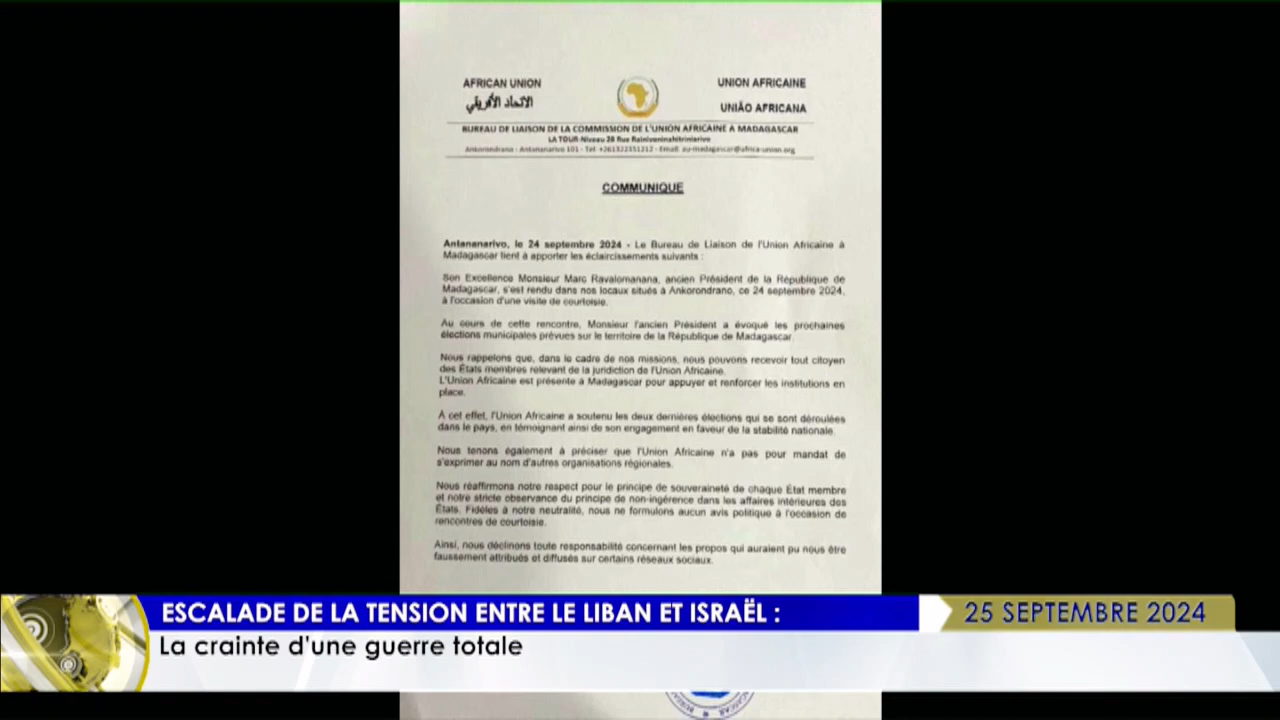 AFRICAN UNION
UNION AFRICAINE
الاتحاد الأفريقي
UNIÃO AFRICANA
BUREAU DE LIAISON DE LA COMMISSION DE L'UNION AFRICAINE À MADAGASCAR
LA TOUR Niveau
Ankorondrano - Antananarivo 101 -
COMMUNIQUE
Antananarivo, le 24 septembre 2024 - Le Bureau de Liaison de l'Union Africaine à
Madagascar tient à apporter les éclaircissements suivants :
Son Excellence Monsieur Marc Ravalomanana, ancien Président de la République de
Madagascar, s'est rendu dans nos locaux situés à Ankorondrano, ce 24 septembre 2024,
à l'occasion d'une visite de courtoisie.
Au cours de cette rencontre, Monsieur l'ancien Président a évoqué les prochaines
élections municipales prévues sur le territoire de la République de Madagascar.
Nous rappelons que, dans le cadre de nos missions, nous pouvons recevoir tout citoyen
des États membres relevant de la juridiction de l'Union Africaine.
L'Union Africaine est présente à Madagascar pour appuyer et renforcer les institutions en
place.
À cet effet, l'Union Africaine a soutenu les deux dernières élections qui se sont déroulées
dans le pays, en témoignant ainsi de son engagement en faveur de la stabilité nationale.
Nous tenons également à préciser que l'Union Africaine n'a pas pour mandat de
s'exprimer au nom d'autres organisations régionales.
Nous réaffirmons notre respect pour le principe de souveraineté de chaque État membre
et notre stricte observance du principe de non-ingérence dans les affaires intérieures des
États. Fidèles à notre neutralité, nous ne formulons aucun avis politique à l'occasion de
rencontres de courtoisie.
Ainsi, nous déclinons toute responsabilité concernant les propos qui auraient pu nous être
faussement attribués et diffusés sur certains réseaux sociaux.
ESCALADE DE LA TENSION ENTRE LE LIBAN ET ISRAËL :
25 SEPTEMBRE 2024
La crainte d'une guerre totale